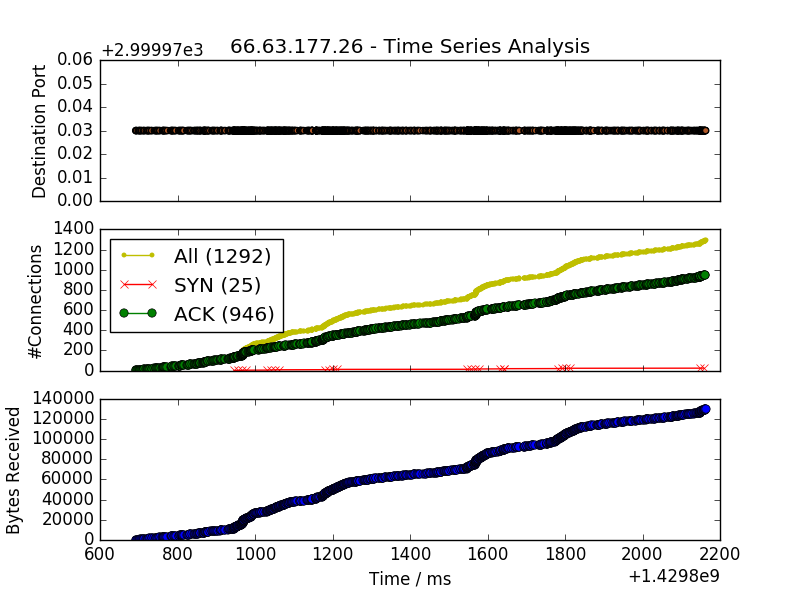 +2.99997e3
66.63.177.26 - Time Series Analysis
0.06
0.05
0.04
0.03
0.02
0.01
0.00
Destination Port
1400
1200
1000
800
600
400
200
0
#Connections
All (1292)
SYN (25)
ACK (946)
140000
120000
100000
80000
60000
40000
20000
0
Bytes Received
600 800 1000 1200 1400 1600 1800 2000 2200
Time / ms
+1.4298e9